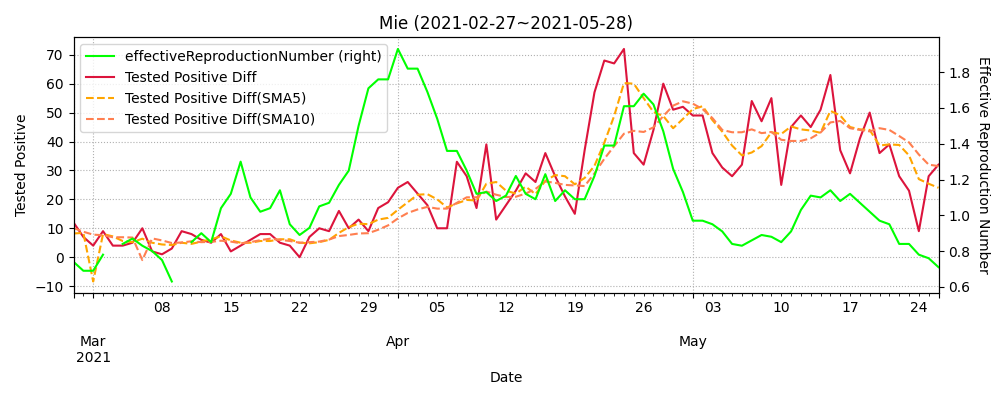 Mie (2021-02-27~2021-05-28)
effectiveReproductionNumber (right)
Tested Positive Diff
Tested Positive Diff(SMA5)
Tested Positive Diff(SMA10)
Tested Positive
70
60
50
40
30
20
10
0
−10
Effective Reproduction Number
1.8
1.6
1.4
1.2
1.0
0.8
0.6
08 15 22 29 05 12 19 26 03 10 17 24
Mar Apr May
2021
Date